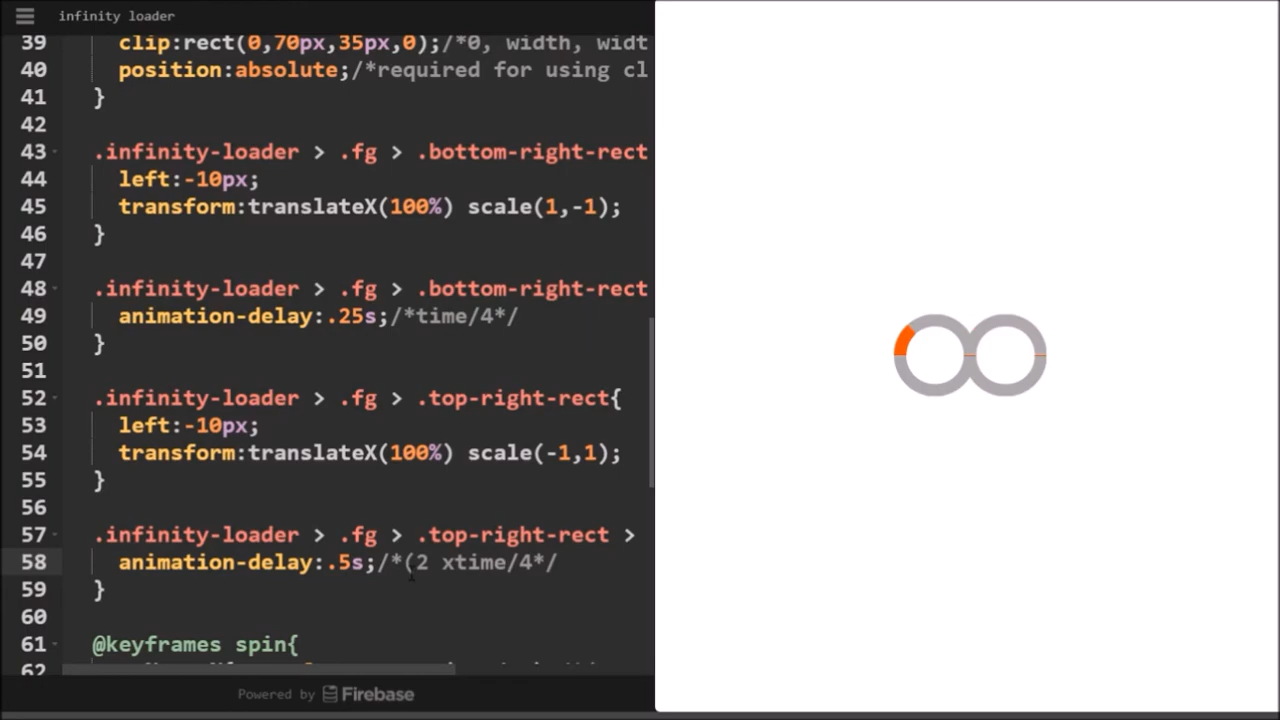 infinity loader
39 clip:rect(0,70px,35px,0);/*0, width, widt
40 position:absolute;/*required for using cl
41 }
42
43 .infinity-loader > .fg > .bottom-right-rect
44 left:-10px;
45 transform:translateX(100%) scale(1,-1);
46 }
47
48 .infinity-loader > .fg > .bottom-right-rect
49 animation-delay:.25s;/*time/4*/
50 }
51
52 .infinity-loader > .fg > .top-right-rect{
53 left:-10px;
54 transform:translateX(100%) scale(-1,1);
55 }
56
57 .infinity-loader > .fg > .top-right-rect >
58 animation-delay:.5s;/*(2 xtime/4*/
59 }
60
61 @keyframes spin{
62
Powered by Firebase